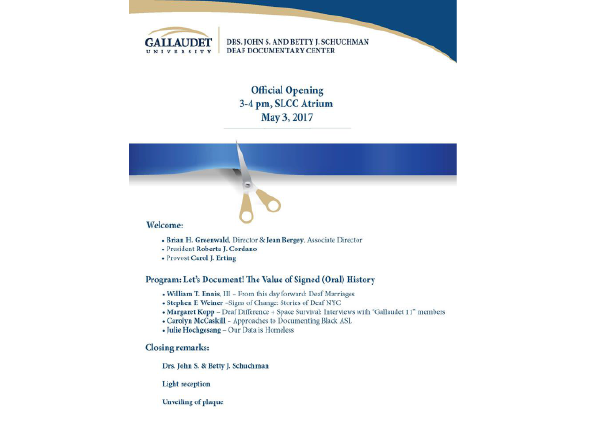 GALLAUDET
UNIVERSITY
DRS. JOHN S. AND BETTY J. SCHUCHMAN
DEAF DOCUMENTARY CENTER
Official Opening
3-4 pm, SLCC Atrium
May 3, 2017
Welcome:
• Brian H. Greenwald, Director & Jean Bergey, Associate Director
• President Roberta J. Cordano
• Provost Carol J. Erting
Program: Let's Document! The Value of Signed (Oral) History
• William T. Ennis, III – From this day forward: Deaf Marriages
• Stephen F. Weiner –Signs of Change: Stories of Deaf NYC
• Margaret Kopp – Deaf Difference + Space Survival: Interviews with "Gallaudet 11" members
• Carolyn McCaskill – Approaches to Documenting Black ASL
• Julie Hochgesang – Our Data is Homeless
Closing remarks:
Drs. John S. & Betty J. Schuchman
Light reception
Unveiling of plaque